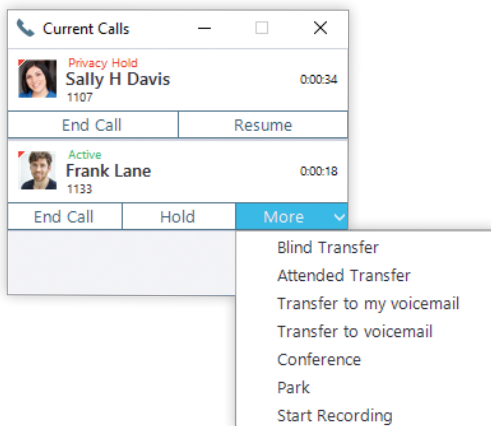 Current Calls
Privacy Hold
Sally H Davis
0:00:34
1107
End Call Resume
Active
Frank Lane
0:00:18
1133
End Call Hold More
Blind Transfer
Attended Transfer
Transfer to my voicemail
Transfer to voicemail
Conference
Park
Start Recording